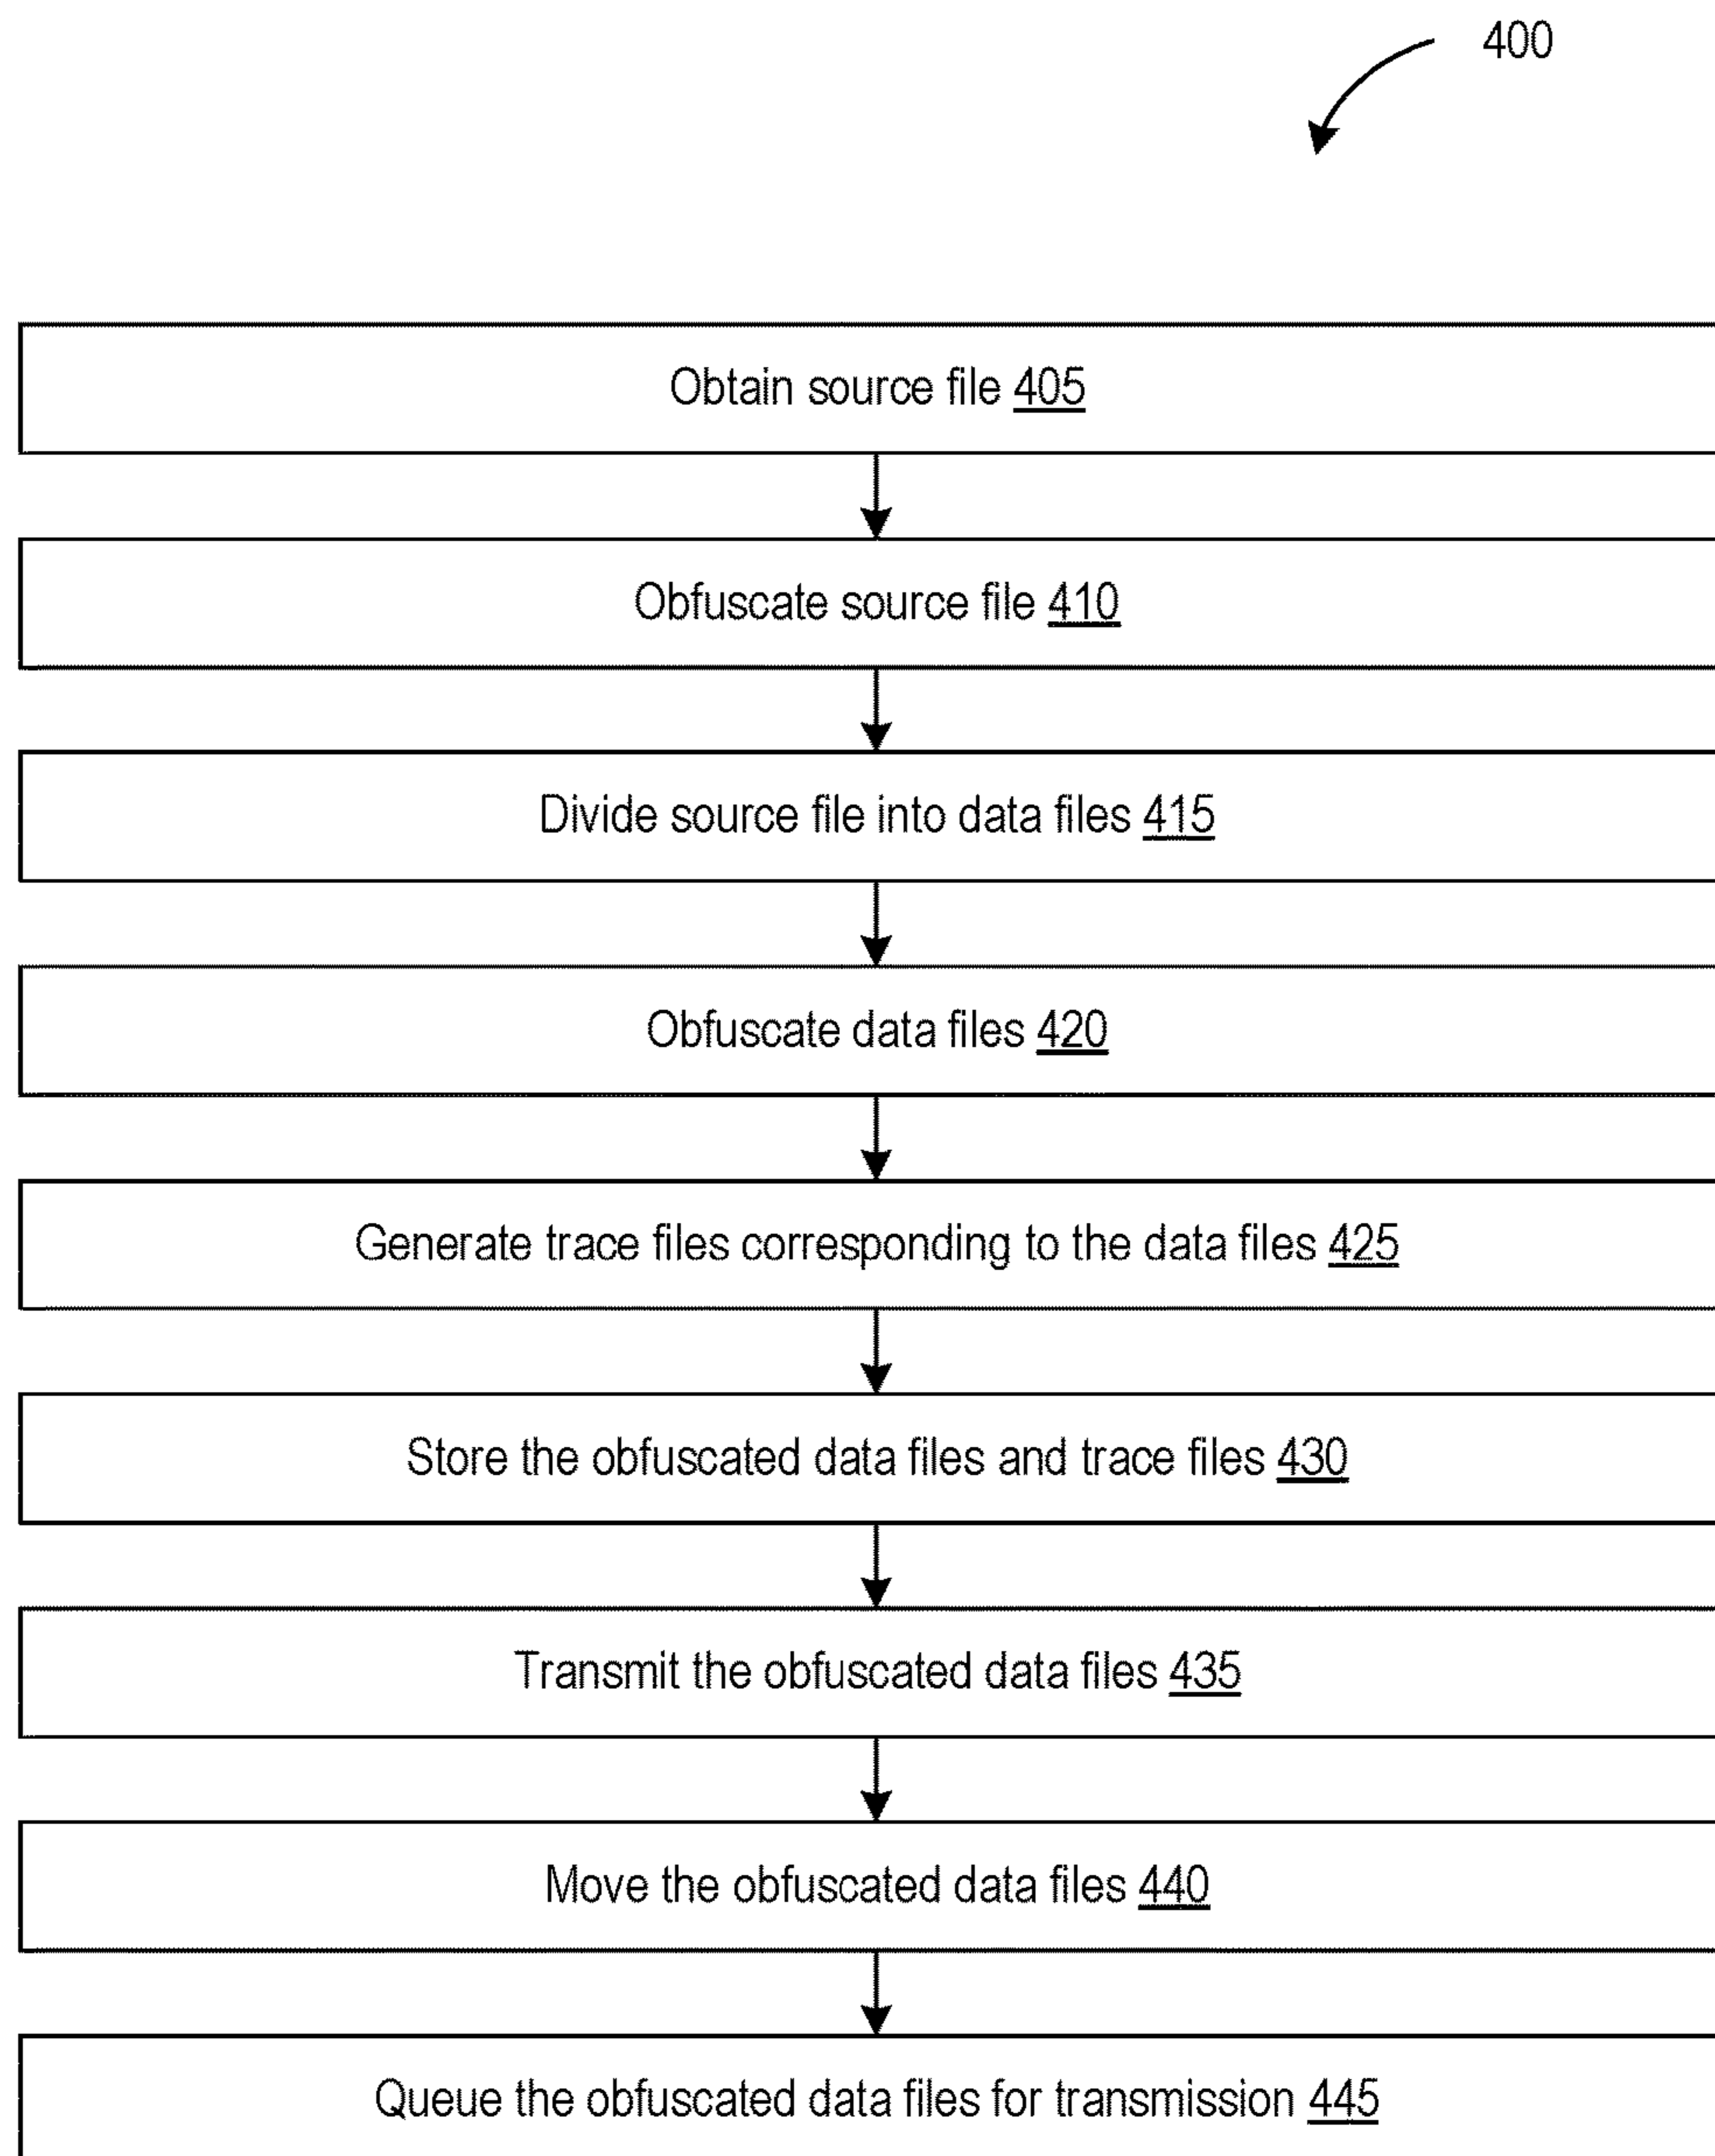 400
Obtain source file 405
Obfuscate source file 410
Divide source file into data files 415
Obfuscate data files 420
Generate trace files corresponding to the data files 425
Store the obfuscated data files and trace files 430
Transmit the obfuscated data files 435
Move the obfuscated data files 440
Queue the obfuscated data files for transmission 445